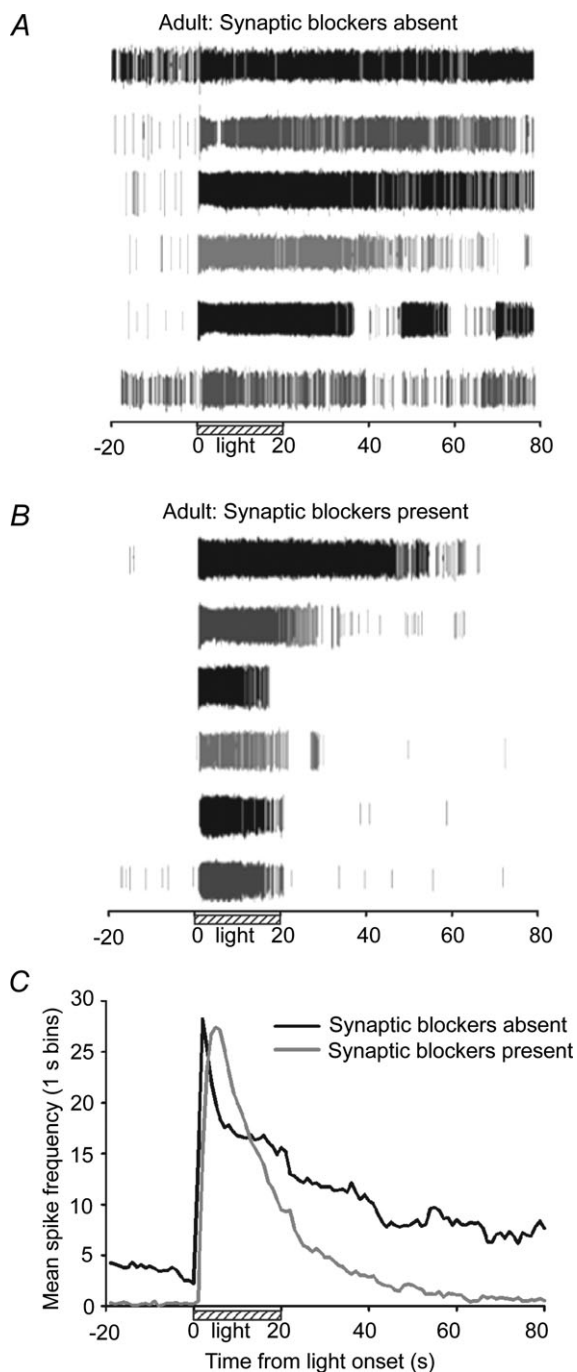 A
Adult: Synaptic blockers absent
-20 0 20 40 60 80
light
B
Adult: Synaptic blockers present
-20 0 20 40 60 80
light
C
Mean spike frequency (1 s bins)
30
25
20
15
10
5
0
Synaptic blockers absent
Synaptic blockers present
-20 0 20 40 60 80
light
Time from light onset (s)